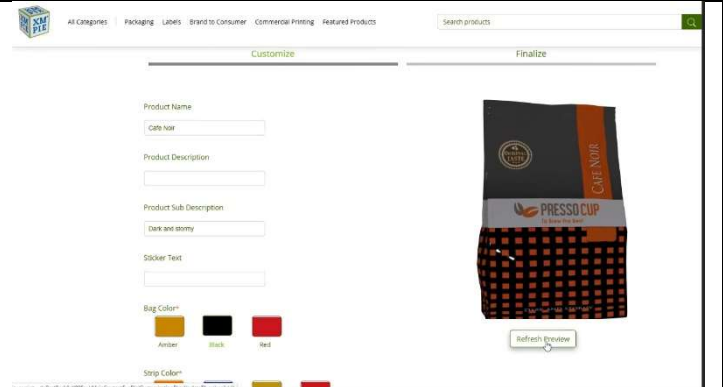 XM
PIE
All Categories
Packaging Labels Brand to Consumer Commercial Printing Featured Products
Search products
Customize
Finalize
Product Name
Cafe Noir
Product Description
Product Sub Description
Dark and stormy
Sticker Text
Bag Color*
Amber Black Red
Strip Color*
CAFE NOIR
PRESSO CUP
Refresh Preview